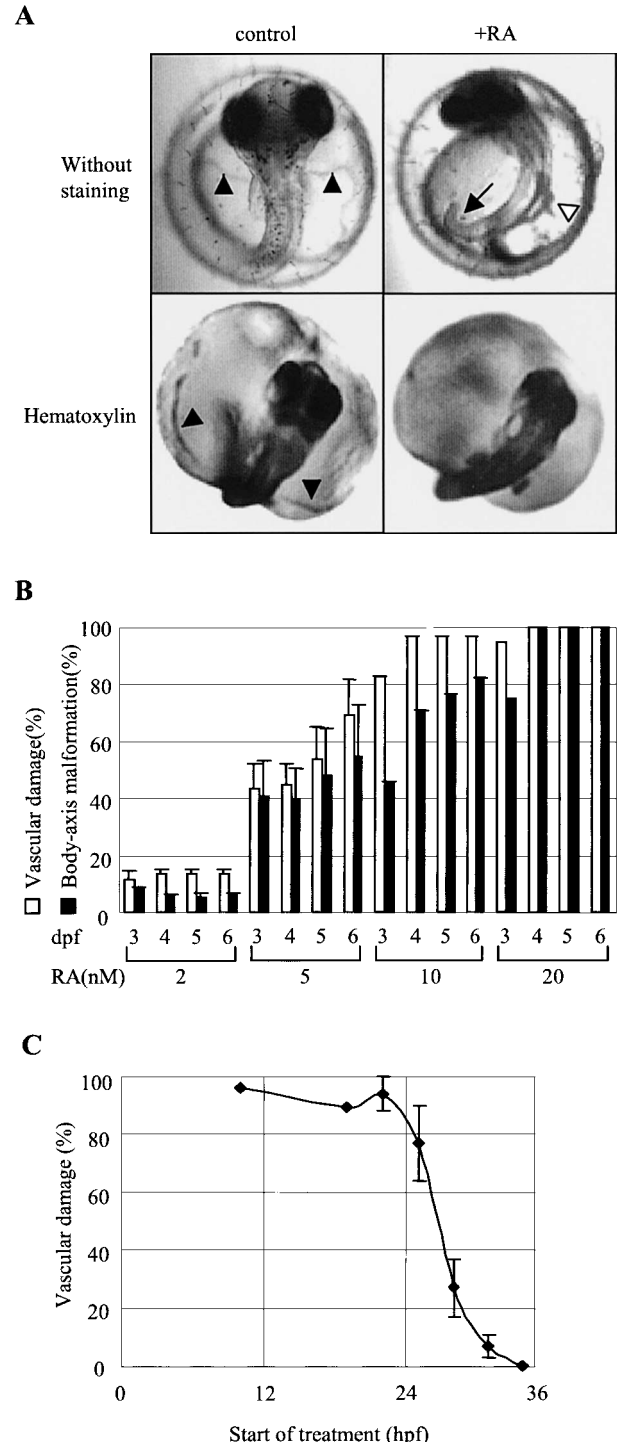 A
control
+RA
Without
staining
Hematoxylin
B
Vascular damage(%)
Body-axis malformation(%)
100
80
60
40
20
0
dpf
3 4 5 6 3 4 5 6 3 4 5 6 3 4 5 6
RA(nM)
2 5 10 20
C
Vascular damage (%)
100
80
60
40
20
0
0 12 24 36
Start of treatment (hpf)